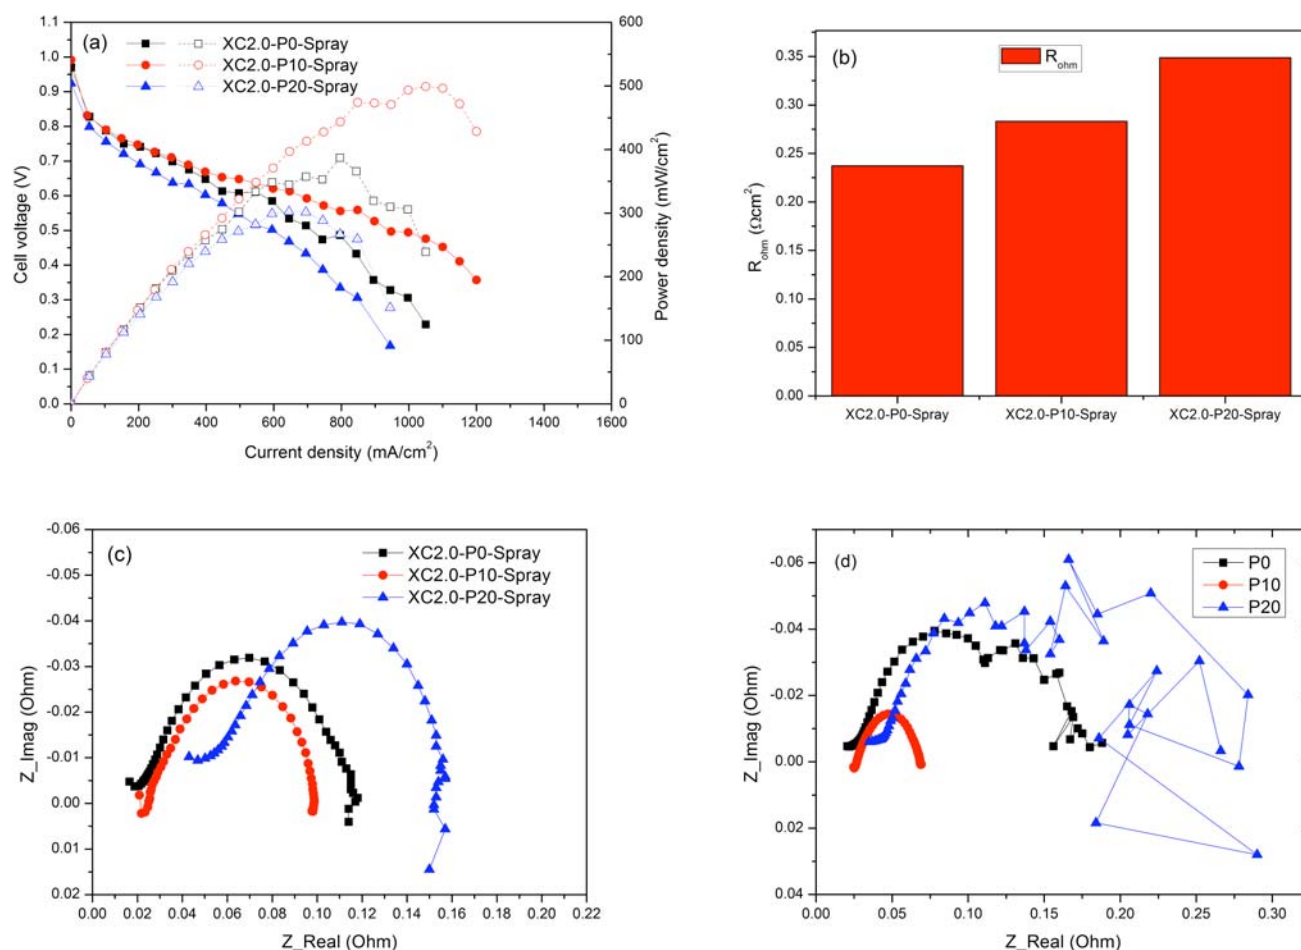 (a)
XC2.0-P0-Spray
XC2.0-P10-Spray
XC2.0-P20-Spray
1.1
1.0
0.9
0.8
0.7
0.6
0.5
0.4
0.3
0.2
0.1
0.0
Cell voltage (V)
600
500
400
300
200
100
0
Power density (mW/cm²)
0 200 400 600 800 1000 1200 1400 1600
Current density (mA/cm²)
(b)
R_ohm
0.35
0.30
0.25
0.20
0.15
0.10
0.05
0.00
R_ohm (Ωcm²)
XC2.0-P0-Spray XC2.0-P10-Spray XC2.0-P20-Spray
(c)
XC2.0-P0-Spray
XC2.0-P10-Spray
XC2.0-P20-Spray
-0.06
-0.05
-0.04
-0.03
-0.02
-0.01
0.00
0.01
0.02
Z_Imag (Ohm)
0.00 0.02 0.04 0.06 0.08 0.10 0.12 0.14 0.16 0.18 0.20 0.22
Z_Real (Ohm)
(d)
P0
P10
P20
-0.06
-0.04
-0.02
0.00
0.02
0.04
Z_Imag (Ohm)
0.00 0.05 0.10 0.15 0.20 0.25 0.30
Z_Real (Ohm)